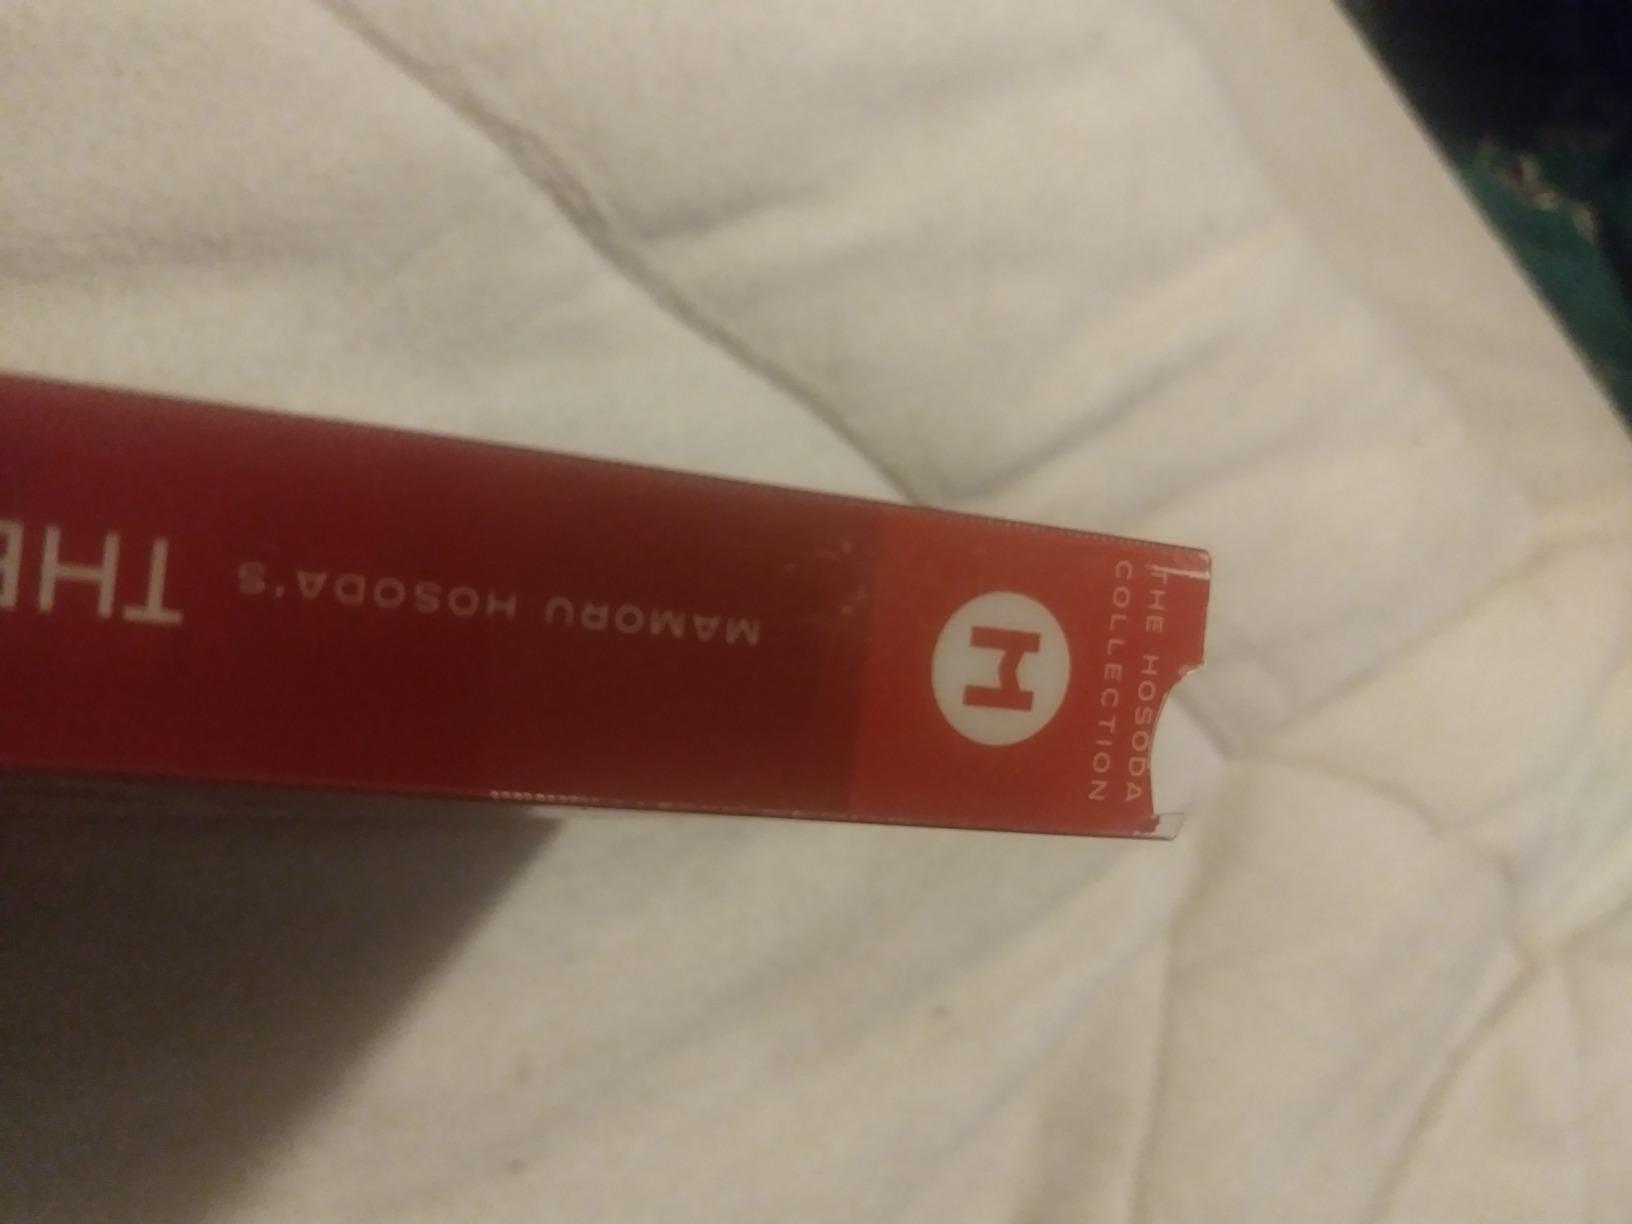 THE HOSODA
COLLECTION
H
MAMORU HOSODA'S THE